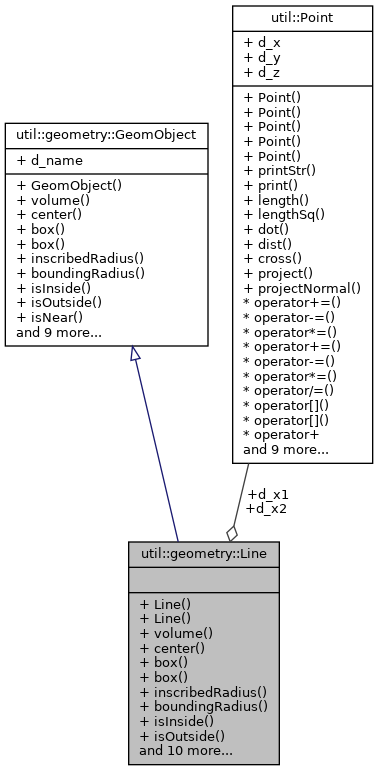 util::Point
+ d_x
+ d_y
+ d_z
+ Point()
+ Point()
+ Point()
+ Point()
+ Point()
+ printStr()
+ print()
+ length()
+ lengthSq()
+ dot()
+ dist()
+ cross()
+ project()
+ projectNormal()
* operator+=()
* operator-=()
* operator*=()
* operator+=()
* operator-=()
* operator*=()
* operator/=()
* operator[]()
* operator[]()
* operator+
and 9 more...
util::geometry::GeomObject
+ d_name
+ GeomObject()
+ volume()
+ center()
+ box()
+ box()
+ inscribedRadius()
+ boundingRadius()
+ isInside()
+ isOutside()
+ isNear()
and 9 more...
+d_x1
+d_x2
util::geometry::Line
+ Line()
+ Line()
+ volume()
+ center()
+ box()
+ box()
+ inscribedRadius()
+ boundingRadius()
+ isInside()
+ isOutside()
and 10 more...